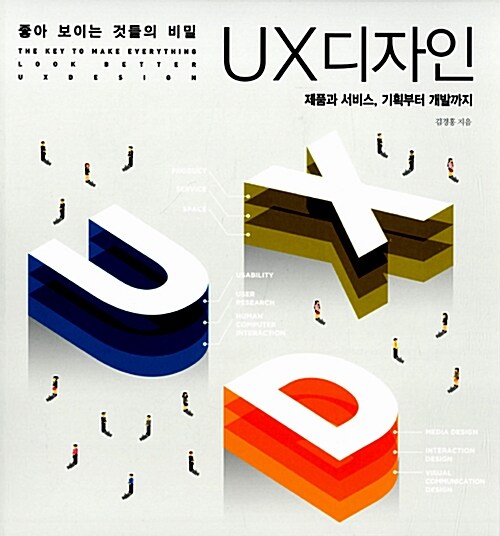 좋아 보이는 것들의 비밀
THE KEY TO MAKE EVERYTHING
LOOK BETTER
UX DESIGN
UX디자인
제품과 서비스, 기획부터 개발까지
김경홍 지음
PRODUCT
SERVICE
SPACE
U
X
USABILITY
USER
RESEARCH
HUMAN
COMPUTER
INTERACTION
D
MEDIA DESIGN
INTERACTION
DESIGN
VISUAL
COMMUNICATION
DESIGN